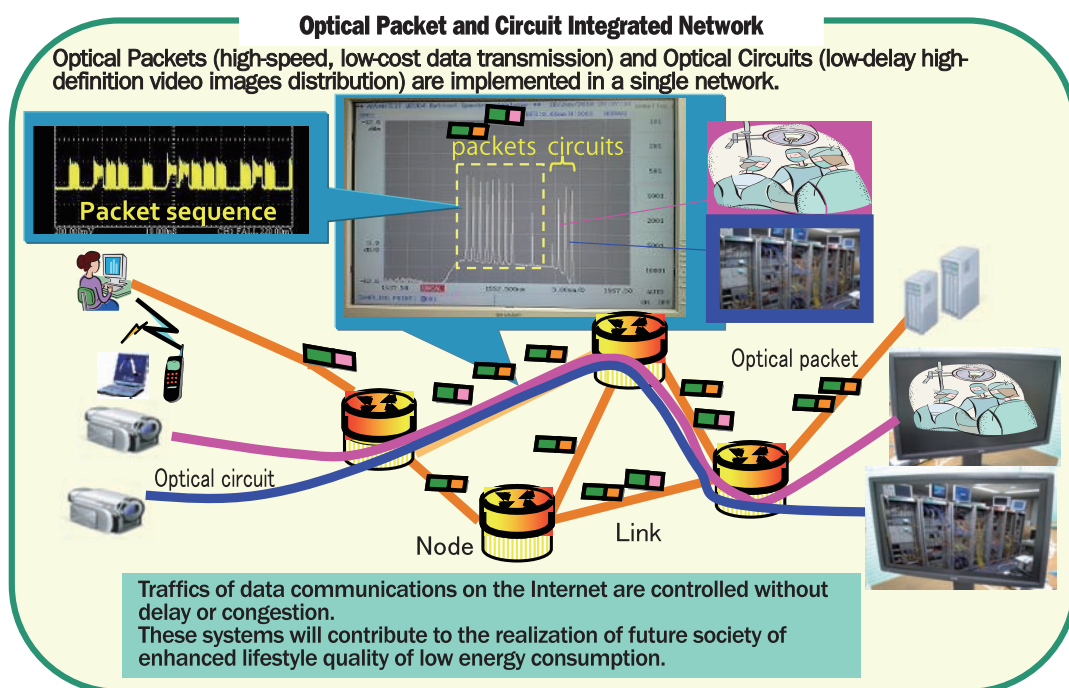 Optical Packet and Circuit Integrated Network
Optical Packets (high-speed, low-cost data transmission) and Optical Circuits (low-delay high-
definition video images distribution) are implemented in a single network.
packets circuits
Packet sequence
Optical packet
Optical circuit
Node
Link
Traffics of data communications on the Internet are controlled without
delay or congestion.
These systems will contribute to the realization of future society of
enhanced lifestyle quality of low energy consumption.